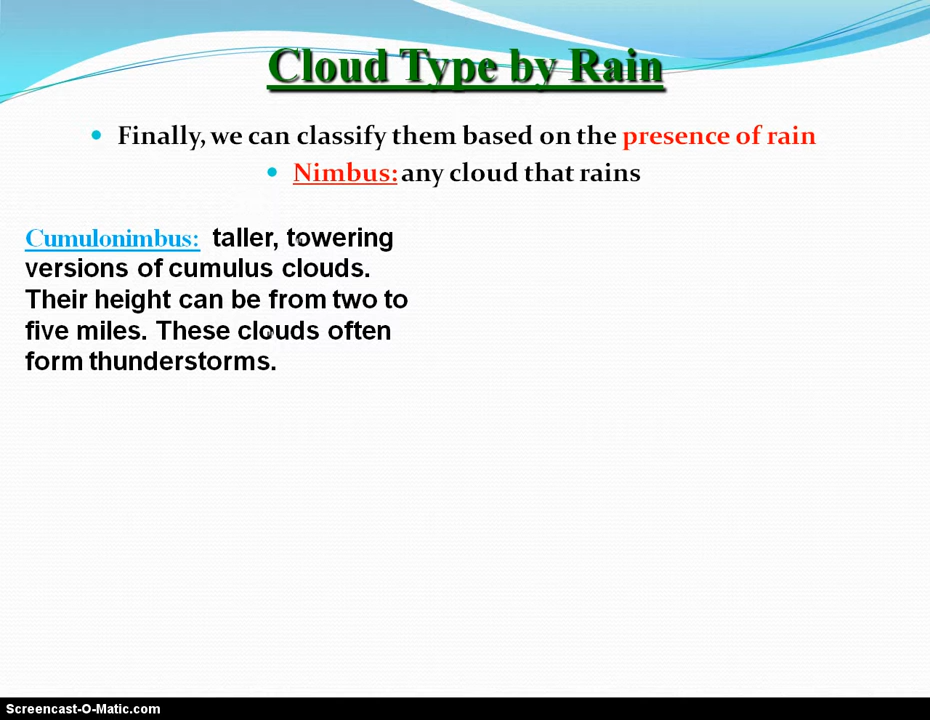 Cloud Type by Rain
• Finally, we can classify them based on the presence of rain
• Nimbus: any cloud that rains
Cumulonimbus: taller, towering
versions of cumulus clouds.
Their height can be from two to
five miles. These clouds often
form thunderstorms.
Screencast-O-Matic.com